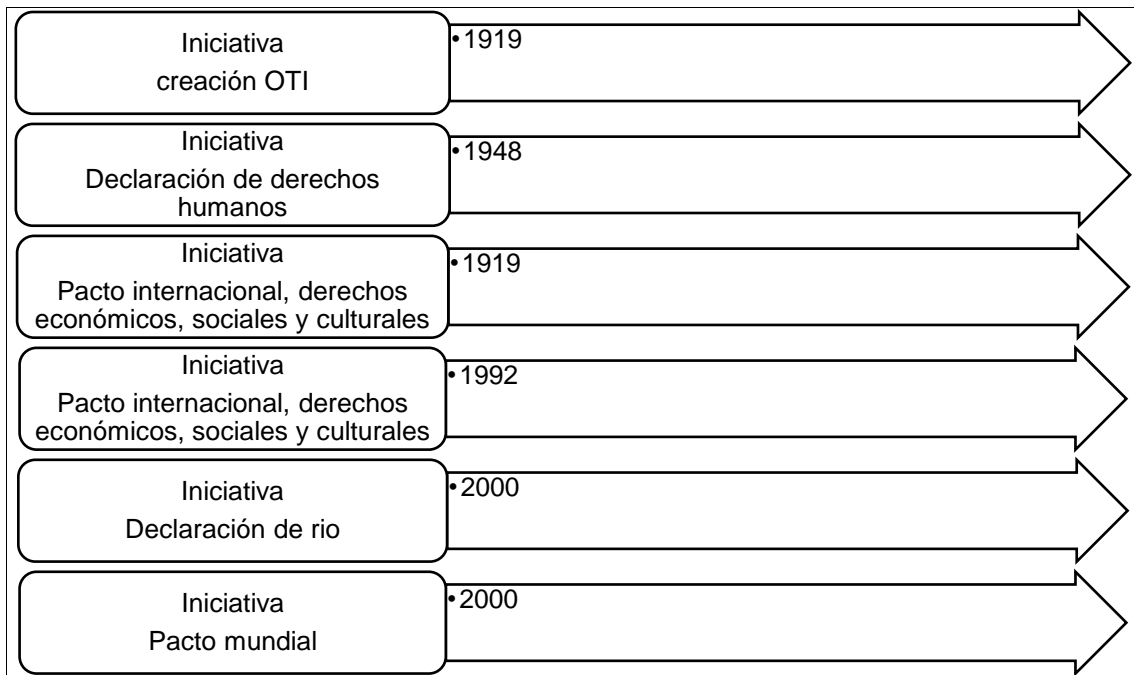 Iniciativa
creación OTI
•1919
Iniciativa
Declaración de derechos
humanos
•1948
Iniciativa
Pacto internacional, derechos
económicos, sociales y culturales
•1919
Iniciativa
Pacto internacional, derechos
económicos, sociales y culturales
•1992
Iniciativa
Declaración de rio
•2000
Iniciativa
Pacto mundial
•2000